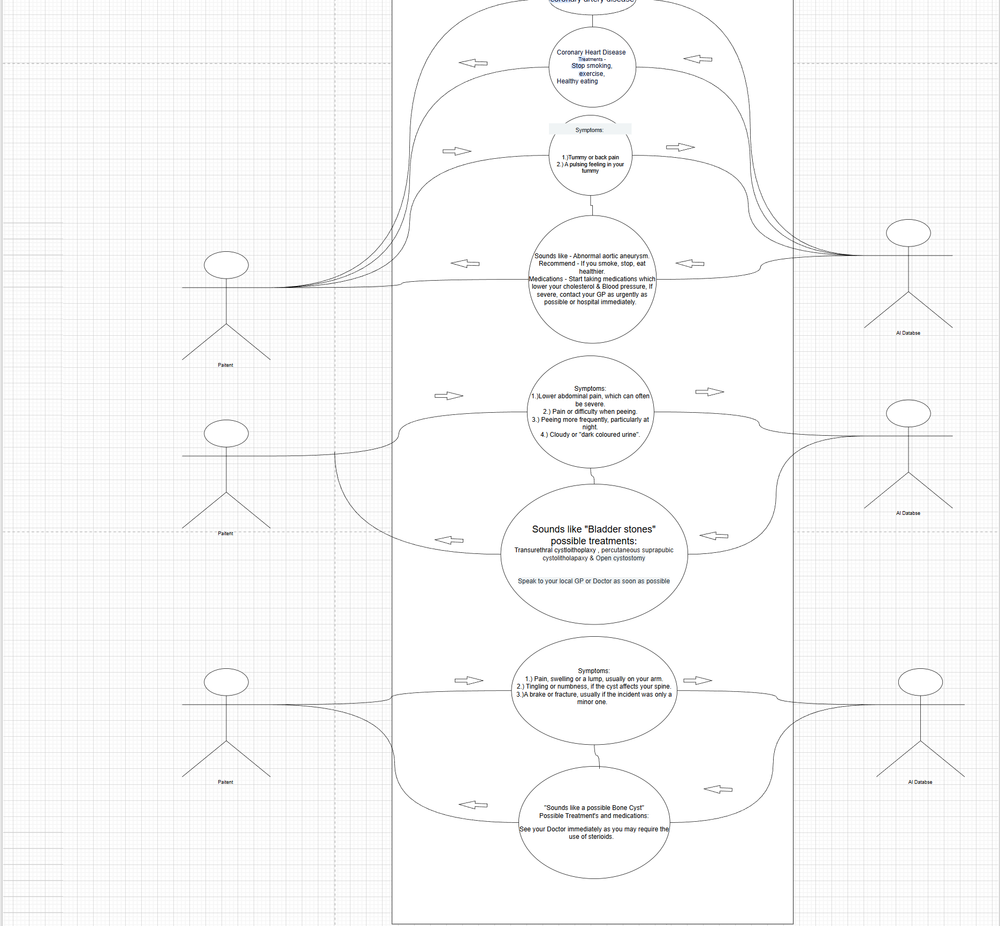 coronary artery disease
Coronary Heart Disease
Treatments -
Stop smoking,
exercise,
Healthy eating
Symptoms:
1.)Tummy or back pain
2.) A pulsing feeling in your
tummy
Sounds like - Abnormal aortic aneurysm.
Recommend - If you smoke, stop, eat
healthier.
Medications - Start taking medications which
lower your cholesterol & Blood pressure, If
severe, contact your GP as urgently as
possible or hospital immediately.
AI Databse
Paitent
Symptoms:
1.)Lower abdominal pain, which can often
be severe.
2.) Pain or difficulty when peeing.
3.) Peeing more frequently, particularly at
night.
4.) Cloudy or "dark coloured urine".
AI Databse
Paitent
Sounds like "Bladder stones"
possible treatments:
Transurethral cystloithoplaxy , percutaneous suprapubic
cystolitholapaxy & Open cystostomy
Speak to your local GP or Doctor as soon as possible
Symptoms:
1.) Pain, swelling or a lump, usually on your arm.
2.) Tingling or numbness, if the cyst affects your spine.
3.)A brake or fracture, usually if the incident was only a
minor one.
Paitent
AI Databse
"Sounds like a possible Bone Cyst"
Possible Treatment's and medications:
See your Doctor immediately as you may require the
use of sterioids.